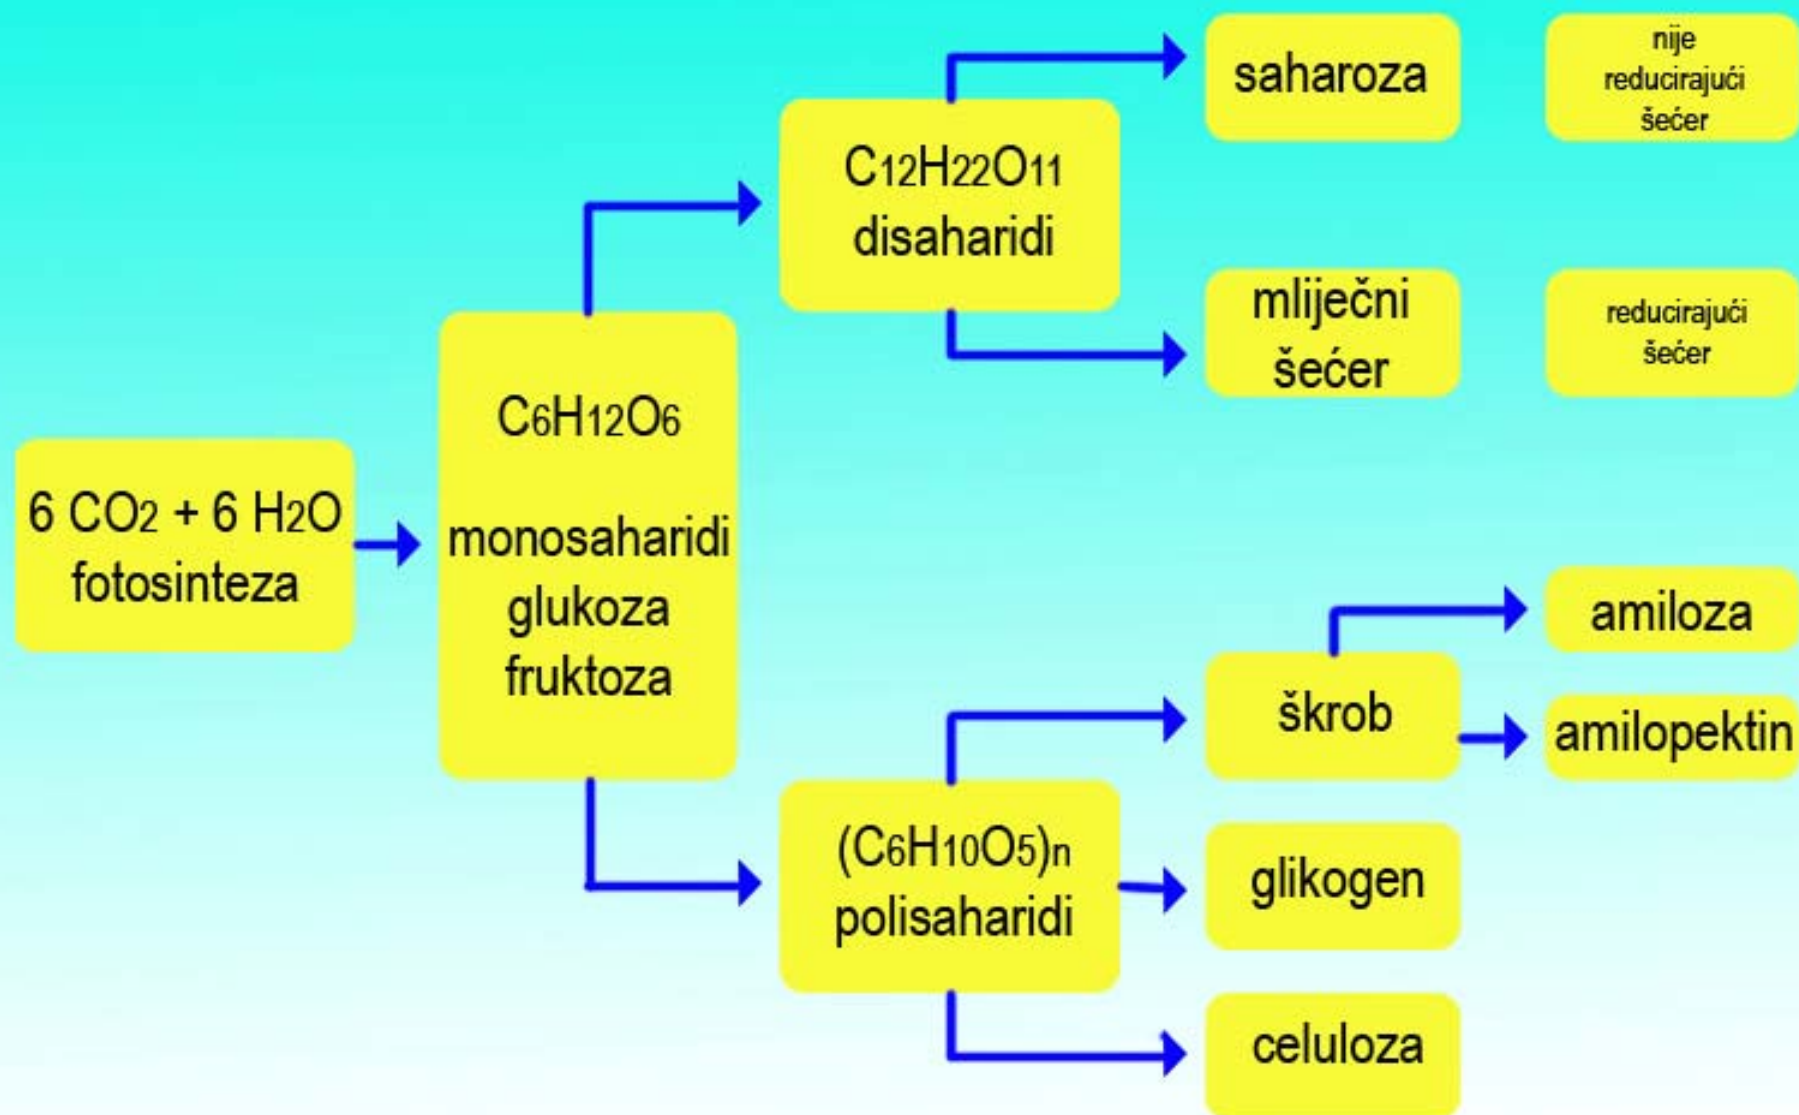 6 CO2 + 6 H2O
fotosinteza
C6H12O6
monosaharidi
glukoza
fruktoza
C12H22O11
disaharidi
saharoza
nije
reducirajući
šećer
mliječni
šećer
reducirajući
šećer
(C6H10O5)n
polisaharidi
škrob
amiloza
amilopektin
glikogen
celuloza